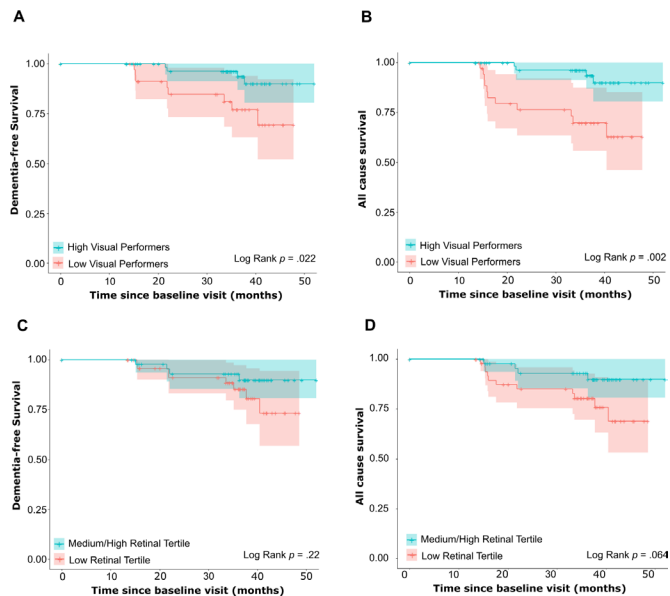 A
Dementia-free Survival
1.00
0.75
0.50
0.25
0.00
High Visual Performers
Low Visual Performers
Log Rank p = .022
0 10 20 30 40 50
Time since baseline visit (months)
B
All cause survival
1.00
0.75
0.50
0.25
0.00
High Visual Performers
Low Visual Performers
Log Rank p = .002
0 10 20 30 40 50
Time since baseline visit (months)
C
Dementia-free Survival
1.00
0.75
0.50
0.25
0.00
Medium/High Retinal Tertile
Low Retinal Tertile
Log Rank p = .22
0 10 20 30 40 50
Time since baseline visit (months)
D
All cause survival
1.00
0.75
0.50
0.25
0.00
Medium/High Retinal Tertile
Low Retinal Tertile
Log Rank p = .064
0 10 20 30 40 50
Time since baseline visit (months)